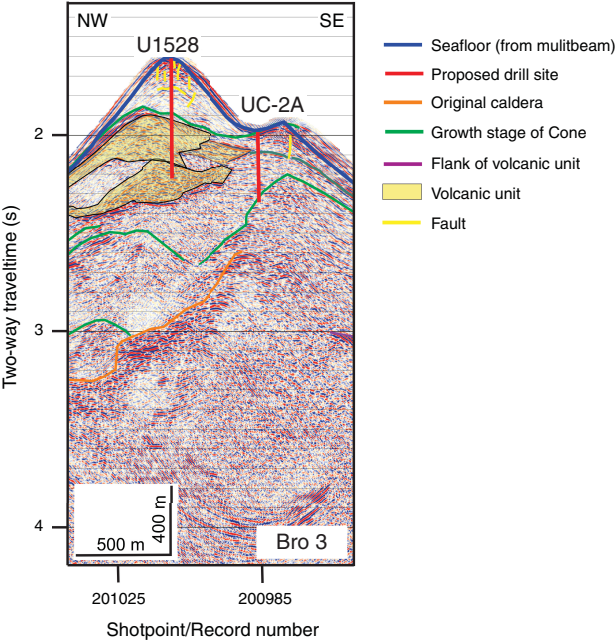 NW
SE
U1528
UC-2A
Seafloor (from mulitbeam)
Proposed drill site
Original caldera
Growth stage of Cone
Flank of volcanic unit
Volcanic unit
Fault
Two-way traveltime (s)
2
3
4
400 m
500 m
Bro 3
201025
200985
Shotpoint/Record number